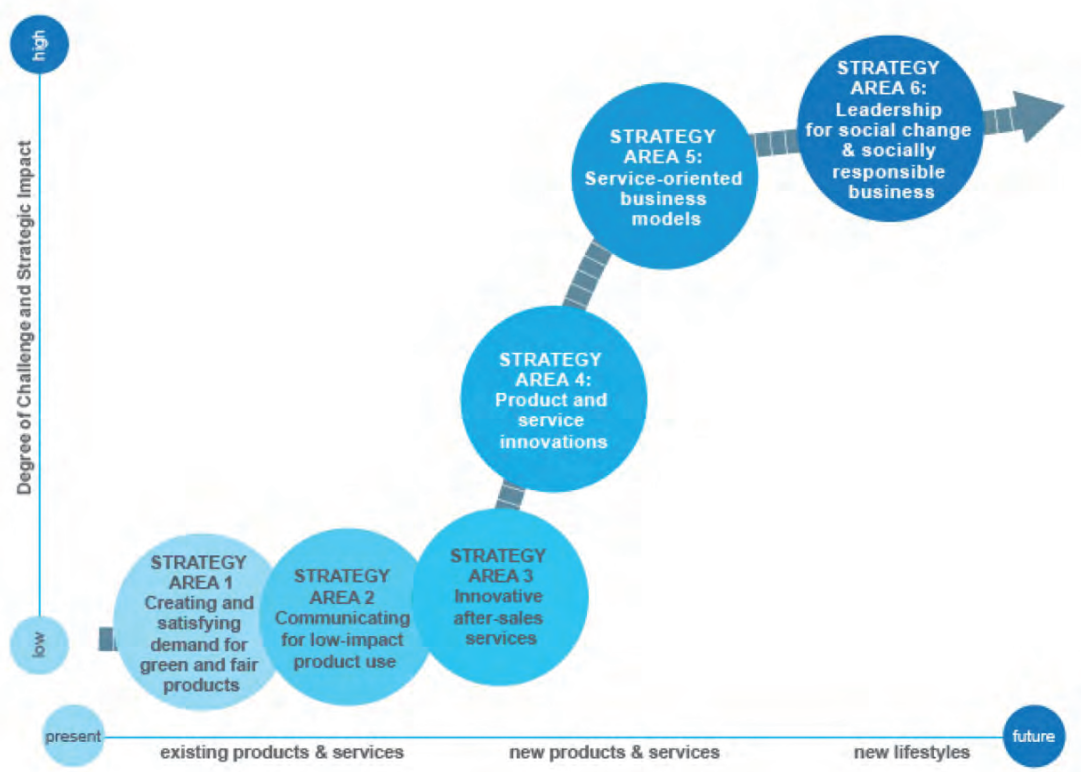 high
Degree of Challenge and Strategic Impact
low
STRATEGY
AREA 1
Creating and
satisfying
demand for
green and fair
products
STRATEGY
AREA 2
Communicating
for low-impact
product use
STRATEGY
AREA 3
Innovative
after-sales
services
STRATEGY
AREA 4:
Product and
service
innovations
STRATEGY
AREA 5:
Service-oriented
business
models
STRATEGY
AREA 6:
Leadership
for social change
& socially
responsible
business
present
existing products & services
new products & services
new lifestyles
future